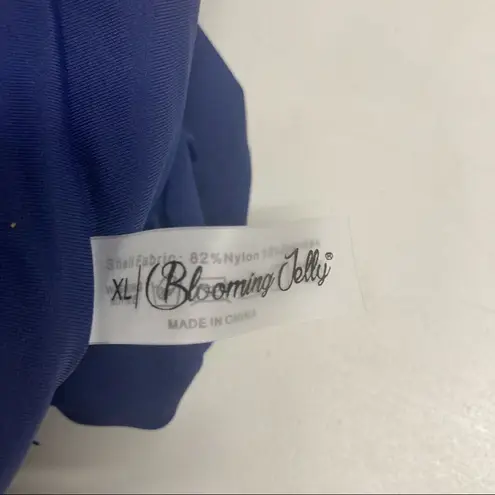 Shell Fabric: 82% Nylon
XL Blooming Jelly®
MADE IN CHINA